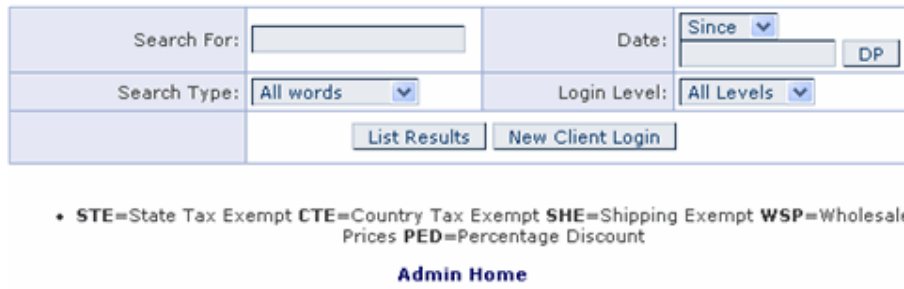 Search For: Date: Since
DP
Search Type: All words Login Level: All Levels
List Results New Client Login
• STE=State Tax Exempt CTE=Country Tax Exempt SHE=Shipping Exempt WSP=Wholesale
Prices PED=Percentage Discount
Admin Home